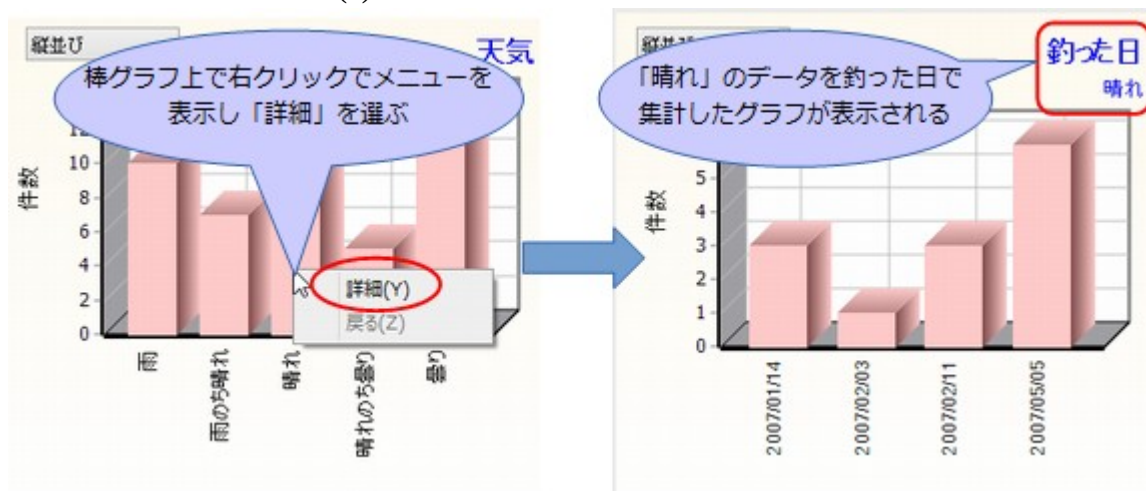 縦並び
天気
棒グラフ上で右クリックでメニューを
表示し「詳細」を選ぶ
件数
10
8
6
4
2
0
詳細(Y)
戻る(Z)
雨
雨のち晴れ
晴れ
晴れのち曇り
曇り
釣った日
晴れ
「晴れ」のデータを釣った日で
集計したグラフが表示される
件数
5
4
3
2
1
0
2007/01/14
2007/02/03
2007/02/11
2007/05/05